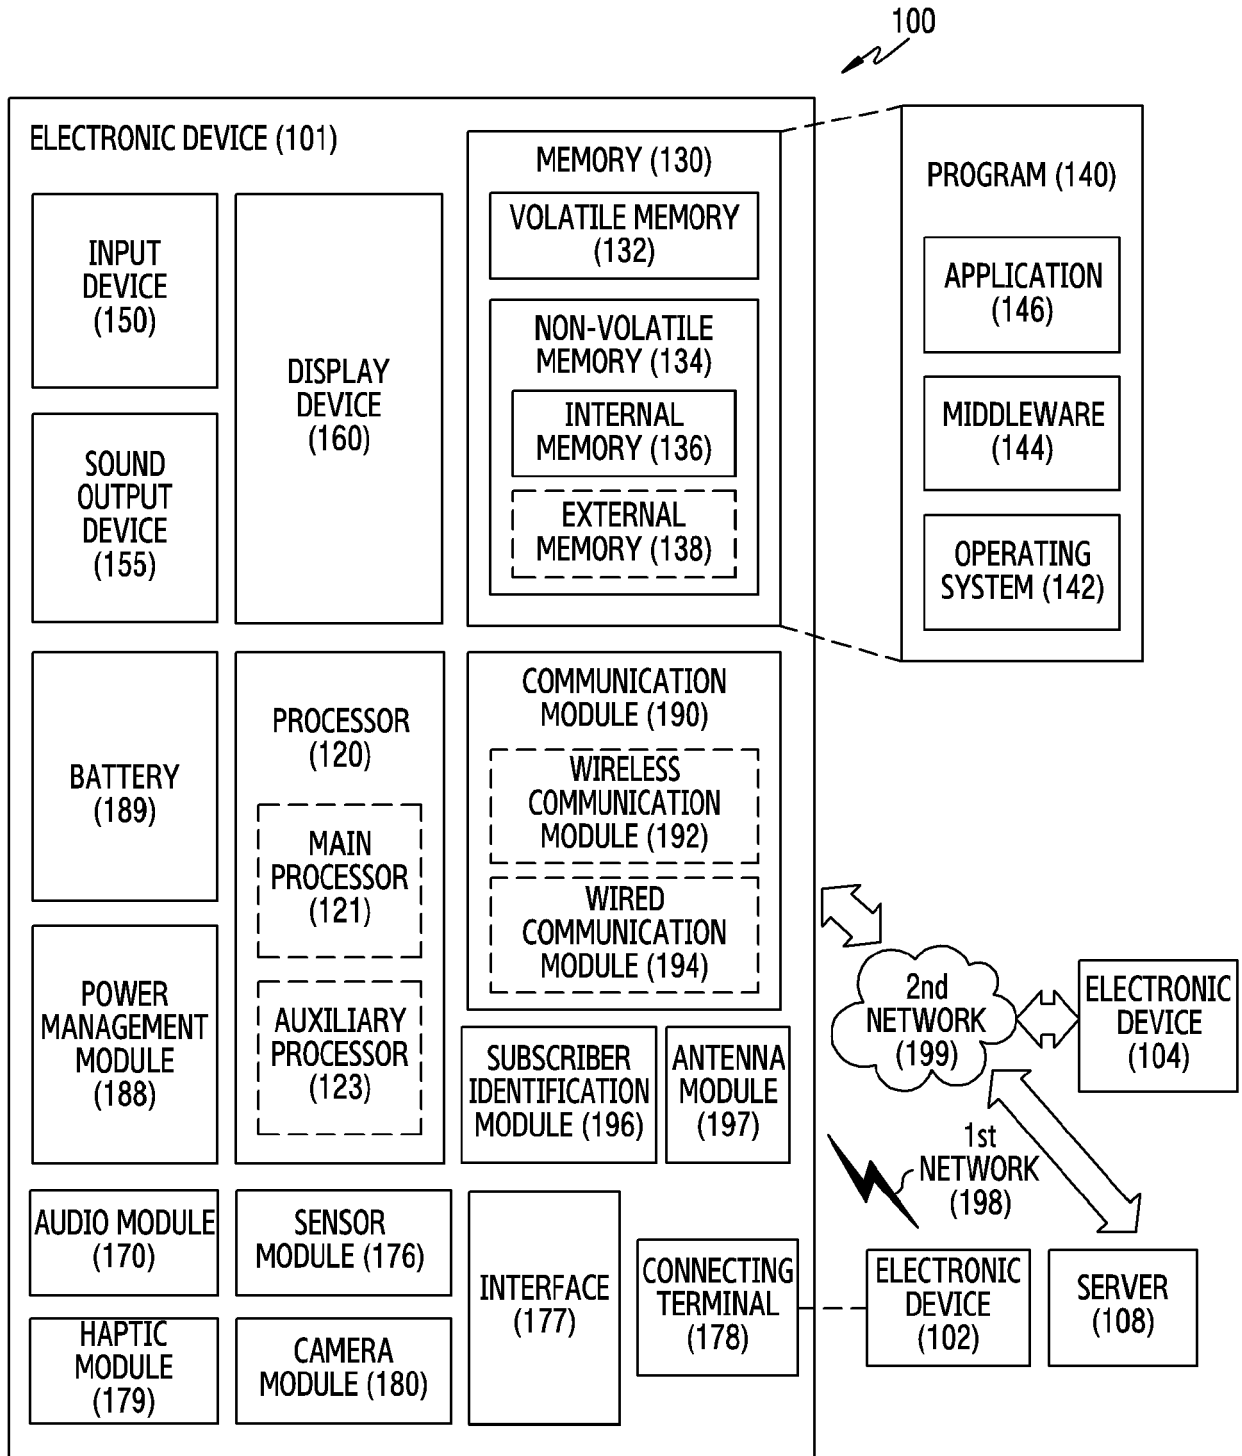 100
ELECTRONIC DEVICE (101)
INPUT
DEVICE
(150)
SOUND
OUTPUT
DEVICE
(155)
DISPLAY
DEVICE
(160)
MEMORY (130)
VOLATILE MEMORY
(132)
NON-VOLATILE
MEMORY (134)
INTERNAL
MEMORY (136)
EXTERNAL
MEMORY (138)
PROGRAM (140)
APPLICATION
(146)
MIDDLEWARE
(144)
OPERATING
SYSTEM (142)
BATTERY
(189)
POWER
MANAGEMENT
MODULE
(188)
PROCESSOR
(120)
MAIN
PROCESSOR
(121)
AUXILIARY
PROCESSOR
(123)
COMMUNICATION
MODULE (190)
WIRELESS
COMMUNICATION
MODULE (192)
WIRED
COMMUNICATION
MODULE (194)
SUBSCRIBER
IDENTIFICATION
MODULE (196)
ANTENNA
MODULE
(197)
2nd
NETWORK
(199)
ELECTRONIC
DEVICE
(104)
1st
NETWORK
(198)
AUDIO MODULE
(170)
SENSOR
MODULE (176)
HAPTIC
MODULE
(179)
CAMERA
MODULE (180)
INTERFACE
(177)
CONNECTING
TERMINAL
(178)
ELECTRONIC
DEVICE
(102)
SERVER
(108)